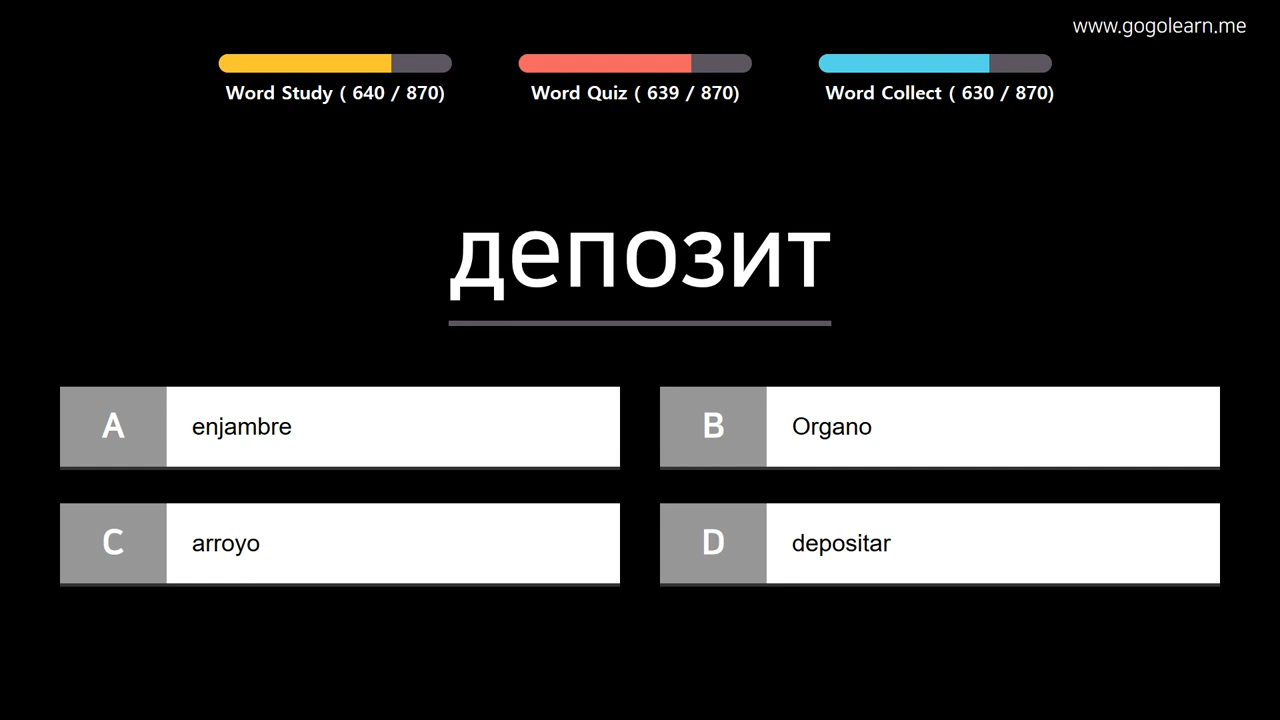 www.gogolearn.me
Word Study ( 640 / 870)
Word Quiz ( 639 / 870)
Word Collect ( 630 / 870)
депозит
A enjambre
B Organo
C arroyo
D depositar